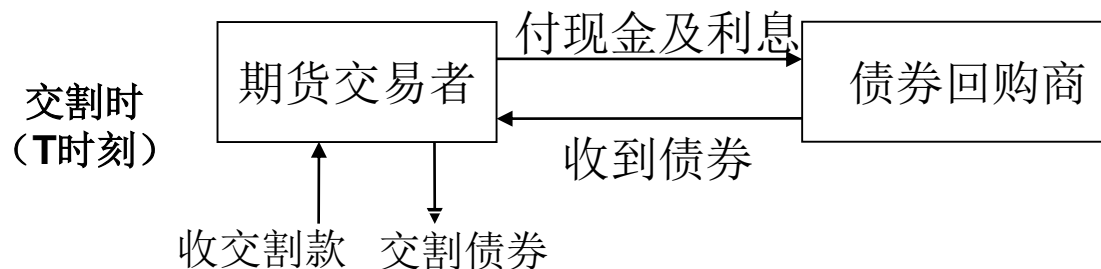 付现金及利息
期货交易者
债券回购商
交割时
（T时刻）
收到债券
收交割款
交割债券